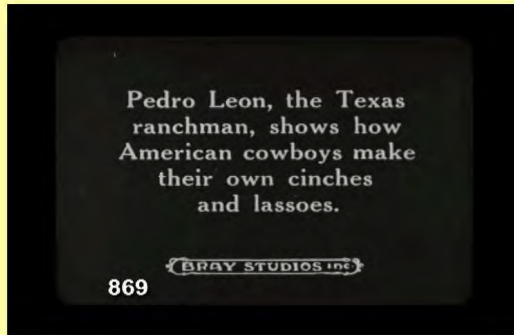 Pedro Leon, the Texas
ranchman, shows how
American cowboys make
their own cinches
and lassoes.
BRAY STUDIOS INC.
869